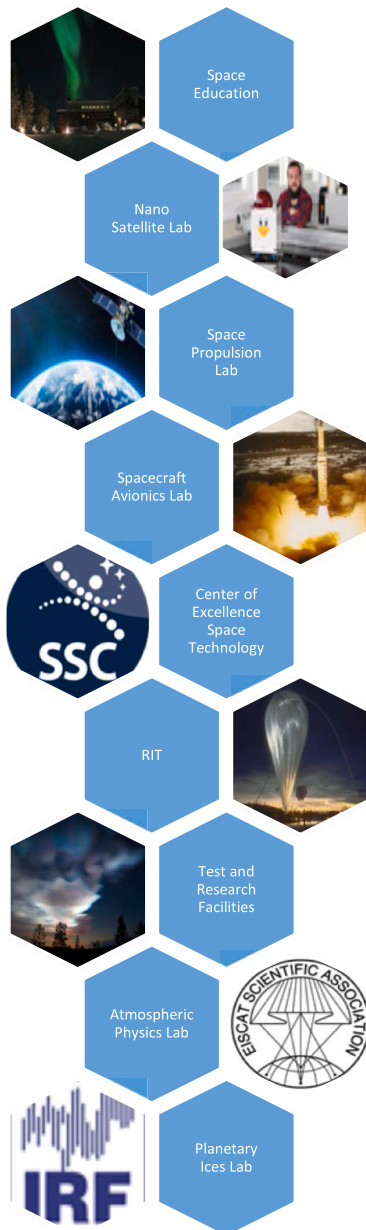 Space
Education
Nano
Satellite Lab
Space
Propulsion
Lab
Spacecraft
Avionics Lab
SSC
Center of
Excellence
Space
Technology
RIT
Test and
Research
Facilities
Atmospheric
Physics Lab
EISCAT SCIENTIFIC ASSOCIATION
IRF
Planetary
Ices Lab